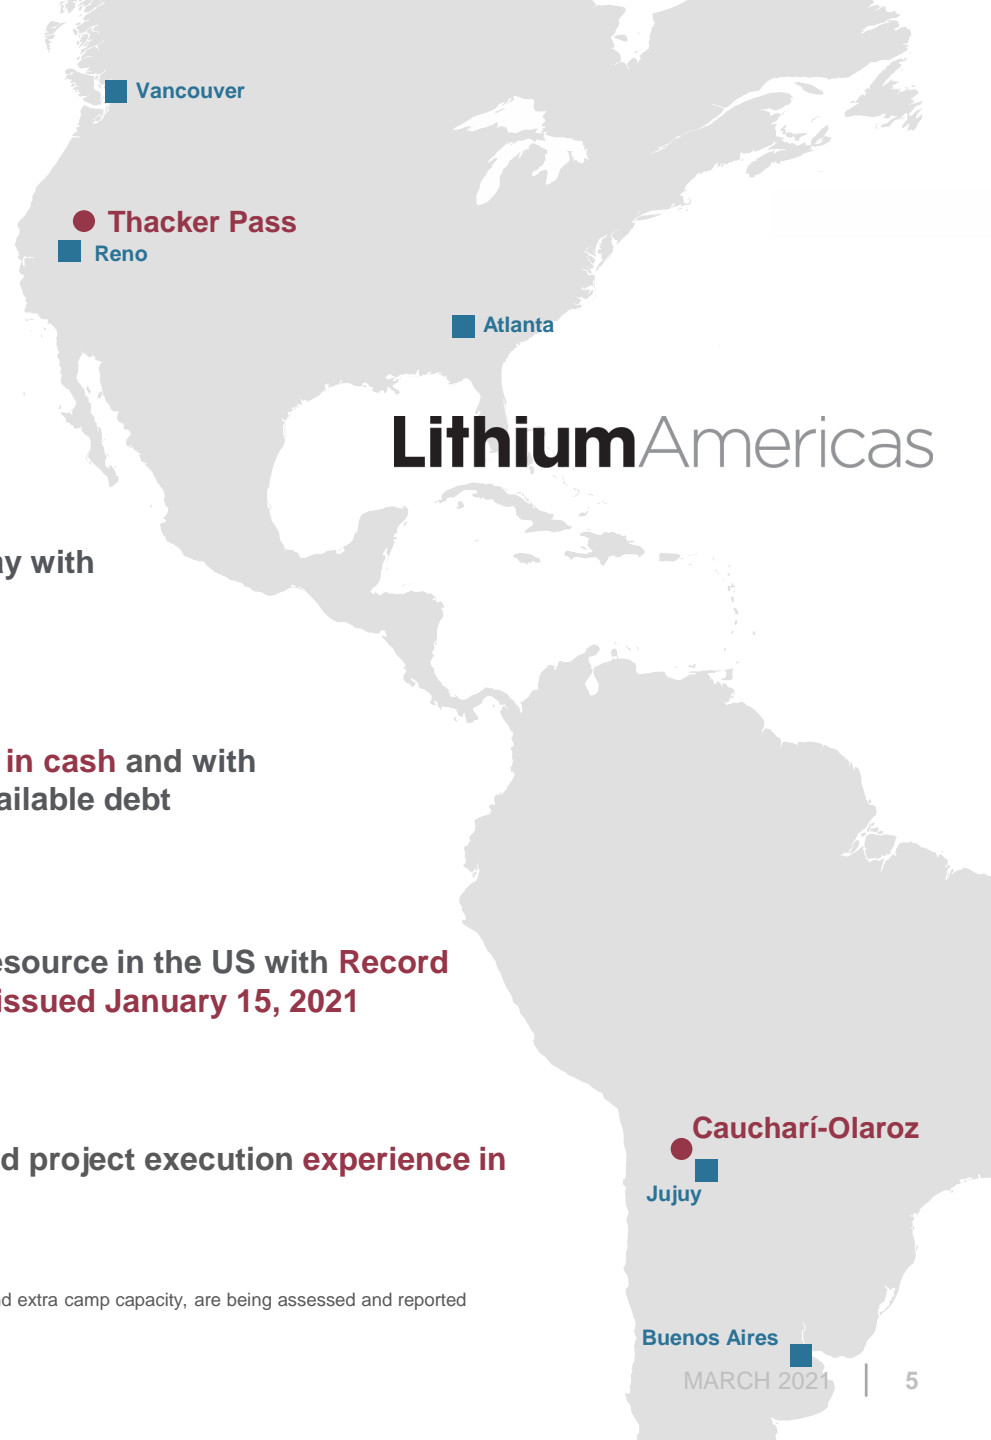 Vancouver
Thacker Pass
Reno
Atlanta
LithiumAmericas
with
in cash and with
debt
in the US with Record
issued January 15, 2021
Caucharí-Olaroz
project execution experience in
Jujuy
extra camp capacity, are being assessed and reported
Buenos Aires
MARCH 2021 | 5